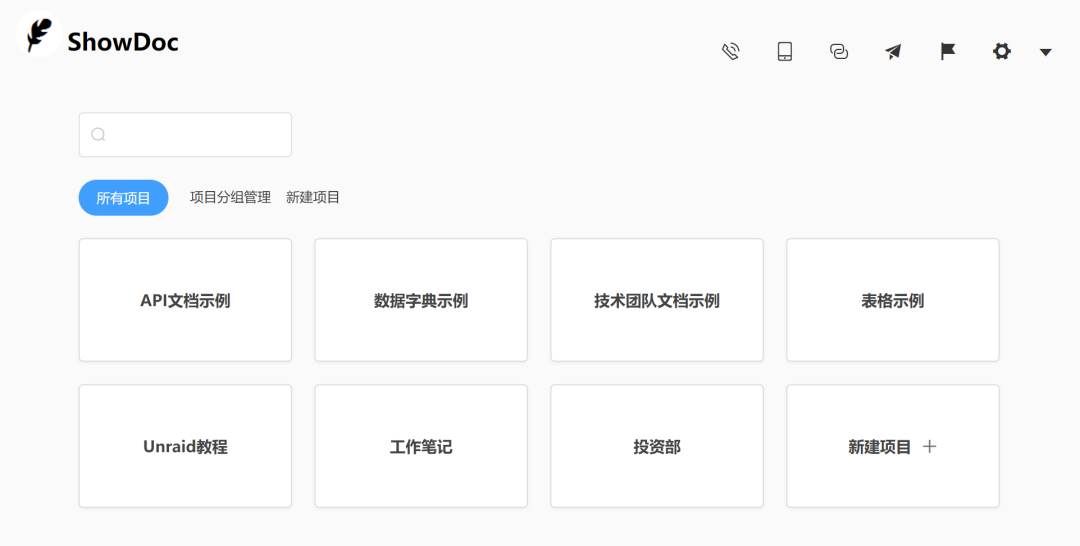 ShowDoc
所有项目 项目分组管理 新建项目
API文档示例 数据字典示例 技术团队文档示例 表格示例
Unraid教程 工作笔记 投资部 新建项目 +